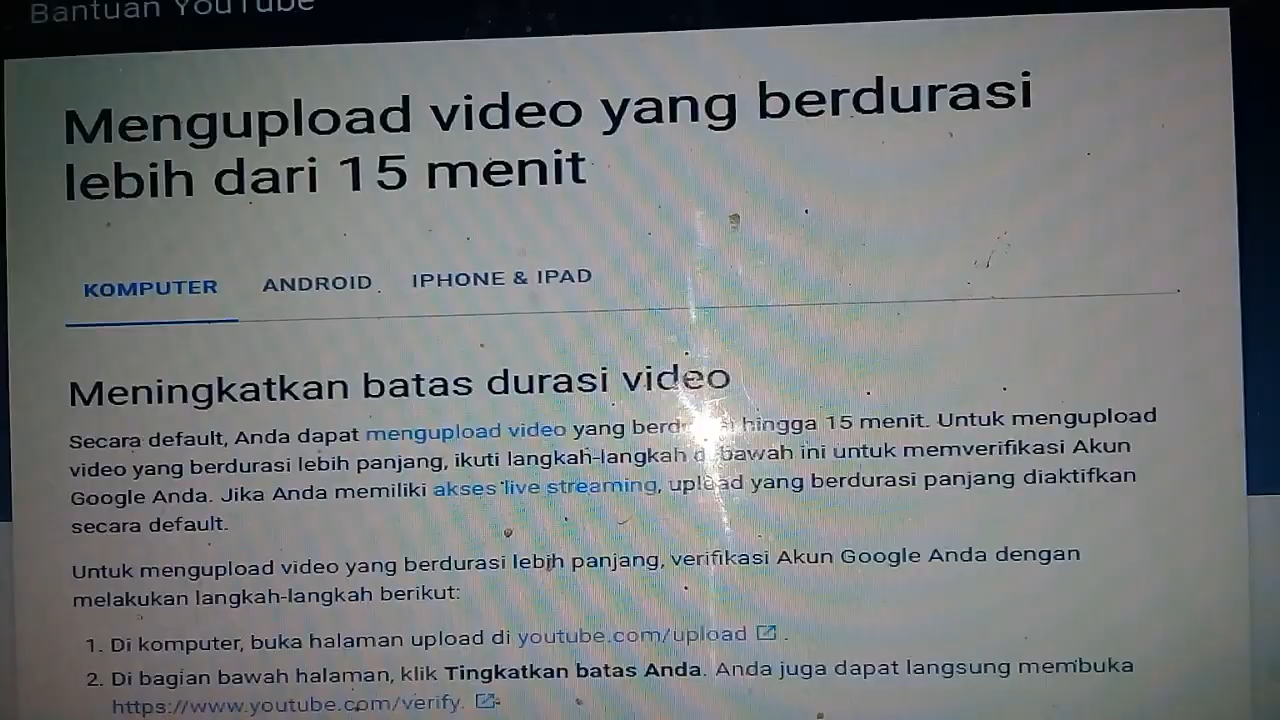 Bantuan YouTube
Mengupload video yang berdurasi
lebih dari 15 menit
KOMPUTER ANDROID IPHONE & IPAD
Meningkatkan batas durasi video
Secara default, Anda dapat mengupload video yang hingga 15 menit. Untuk mengupload
video yang berdurasi lebih panjang, ikuti langkah-langkah bawah ini untuk memverifikasi Akun
Google Anda. Jika Anda memiliki akses live streaming, upload yang berdurasi panjang diaktifkan
secara default.
Untuk mengupload video yang berdurasi lebih panjang, verifikasi Akun Google Anda dengan
melakukan langkah-langkah berikut:
1. Di komputer, buka halaman upload di youtube.com/upload .
2. Di bagian bawah halaman, klik Tingkatkan batas Anda. Anda juga dapat langsung membuka
https://www.youtube.com/verify.